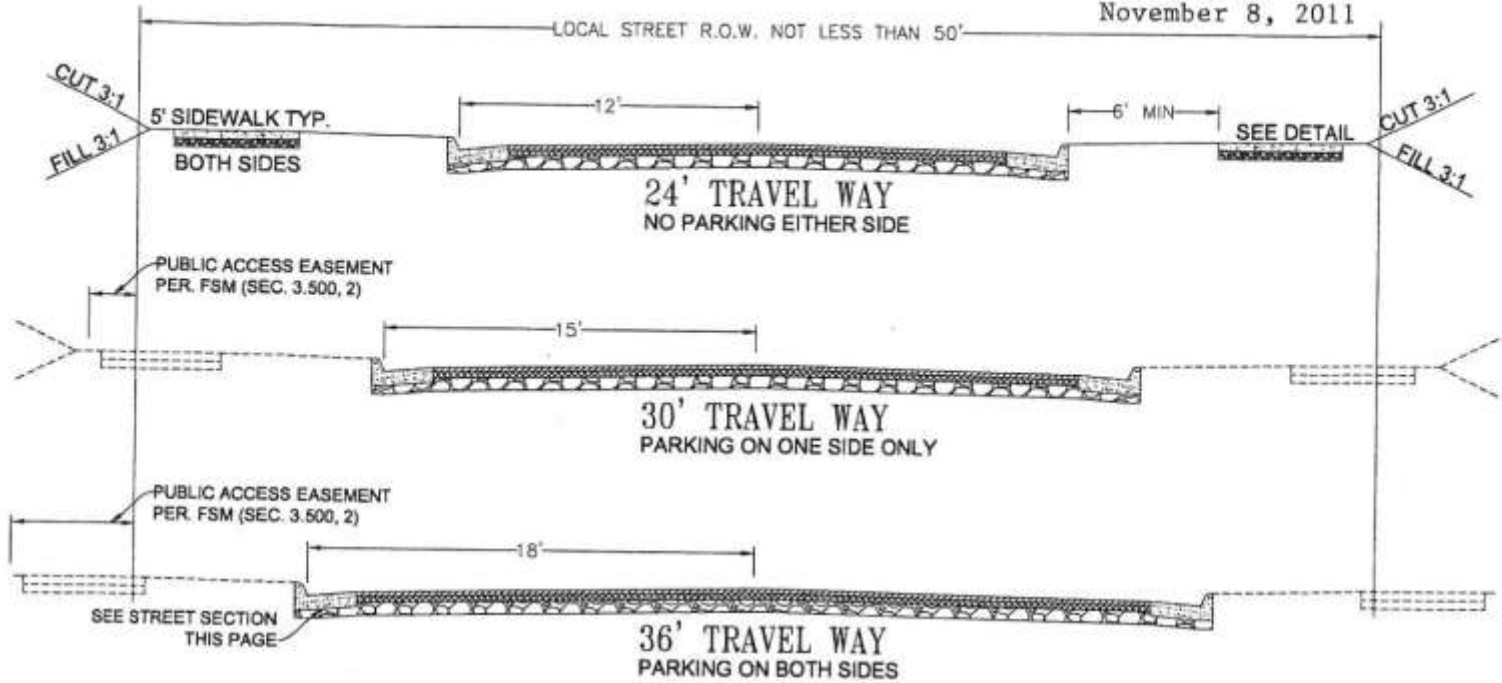 November 8, 2011
LOCAL STREET R.O.W. NOT LESS THAN 50'
CUT 3:1
FILL 3:1
5' SIDEWALK TYP.
BOTH SIDES
12'
6' MIN
SEE DETAIL
CUT 3:1
FILL 3:1
24' TRAVEL WAY
NO PARKING EITHER SIDE
PUBLIC ACCESS EASEMENT
PER. FSM (SEC. 3.500, 2)
15'
30' TRAVEL WAY
PARKING ON ONE SIDE ONLY
PUBLIC ACCESS EASEMENT
PER. FSM (SEC. 3.500, 2)
18'
SEE STREET SECTION
THIS PAGE
36' TRAVEL WAY
PARKING ON BOTH SIDES